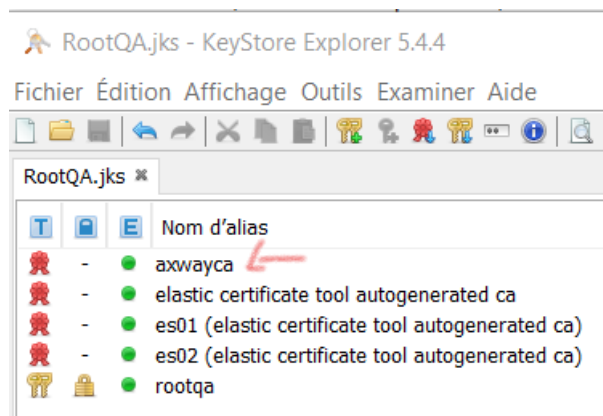 RootQA.jks - KeyStore Explorer 5.4.4
Fichier Édition Affichage Outils Examiner Aide
RootQA.jks
T E Nom d'alias
- axwayca
- elastic certificate tool autogenerated ca
- es01 (elastic certificate tool autogenerated ca)
- es02 (elastic certificate tool autogenerated ca)
rootqa